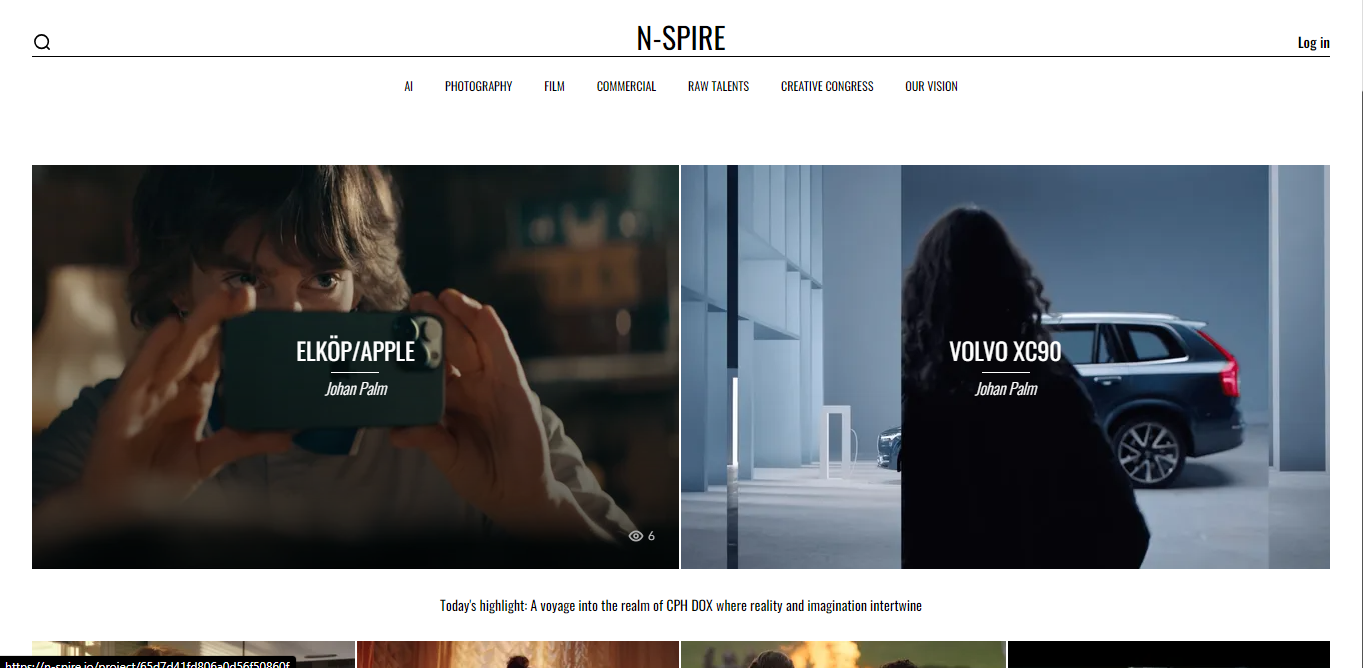 N-SPIRE
Log in
AI PHOTOGRAPHY FILM COMMERCIAL RAW TALENTS CREATIVE CONGRESS OUR VISION
ELKÖP/APPLE
Johan Palm
VOLVO XC90
Johan Palm
6
Today's highlight: A voyage into the realm of CPH DOX where reality and imagination intertwine
https://n-spire.io/project/65d7d41fd806a0d56f50860f